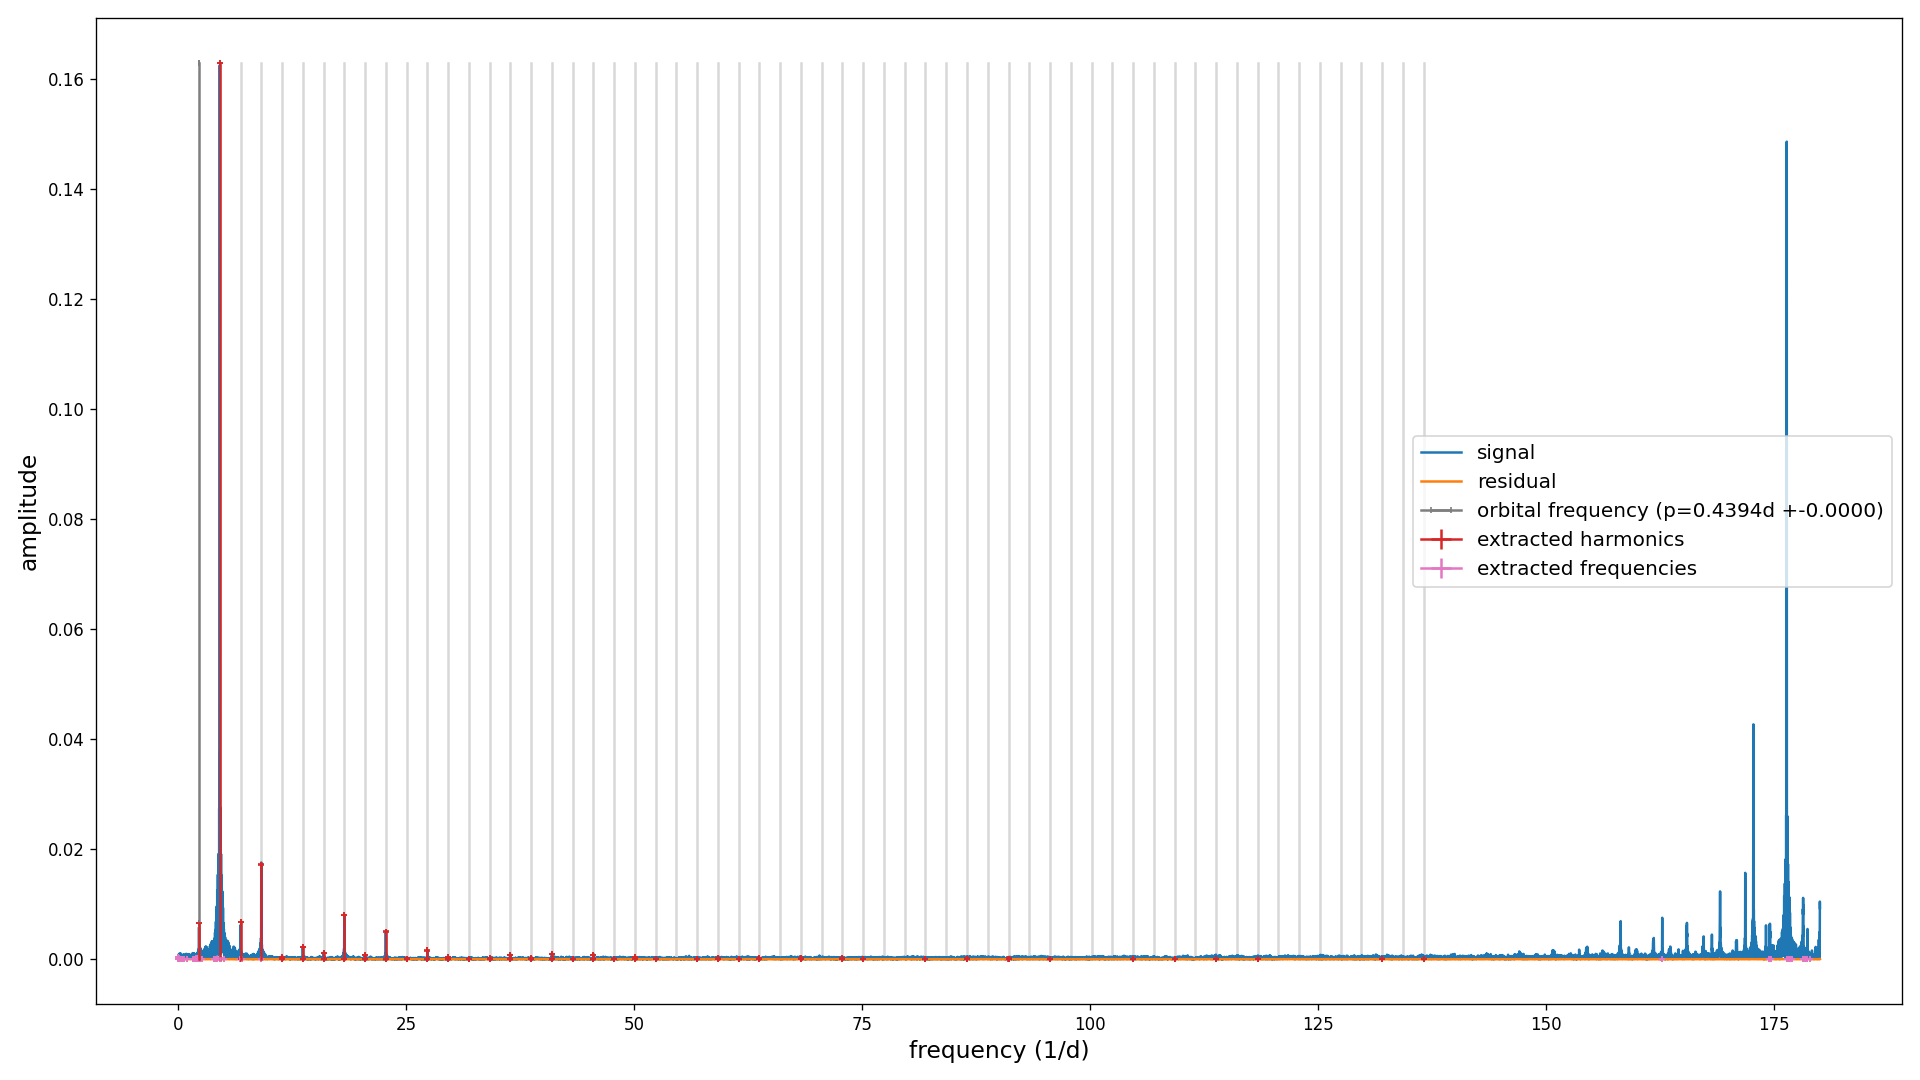 0.16
0.14
0.12
0.10
0.08
0.06
0.04
0.02
0.00
amplitude
signal
residual
orbital frequency (p=0.4394d +-0.0000)
extracted harmonics
extracted frequencies
0 25 50 75 100 125 150 175
frequency (1/d)